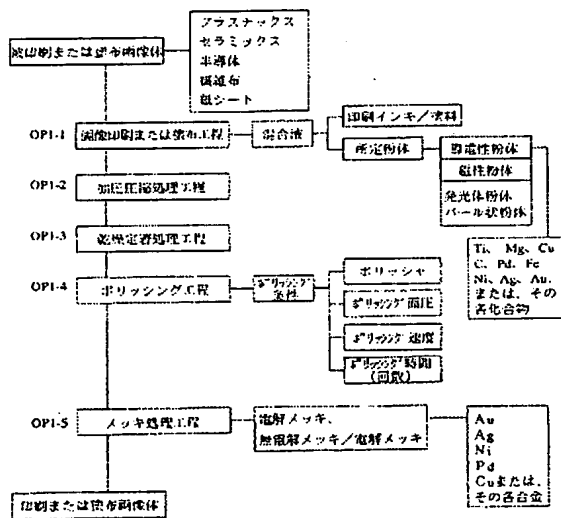 プラスチックス
セラミックス
半導体
繊維布
紙シート
被印刷または塗布画像体
OP1-1
画像印刷または塗布工程
混合液
印刷インキ/塗料
所定粉体
導電性粉体
磁性粉体
発光体粉体
パール状粉体
Ti、Mg、Cu
C、Pd、Fe
Ni、Ag、Au、
または、その
各化合物
OP1-2
加圧圧縮処理工程
OP1-3
乾燥定着処理工程
OP1-4
ポリッシング工程
ポリッシング
条件
ポリッシャ
ポリッシング面圧
ポリッシング速度
ポリッシング時間
(回数)
OP1-5
メッキ処理工程
電解メッキ、
無電解メッキ/電解メッキ
Au
Ag
Ni
Pd
Cuまたは、
その各合金
印刷または塗布画像体